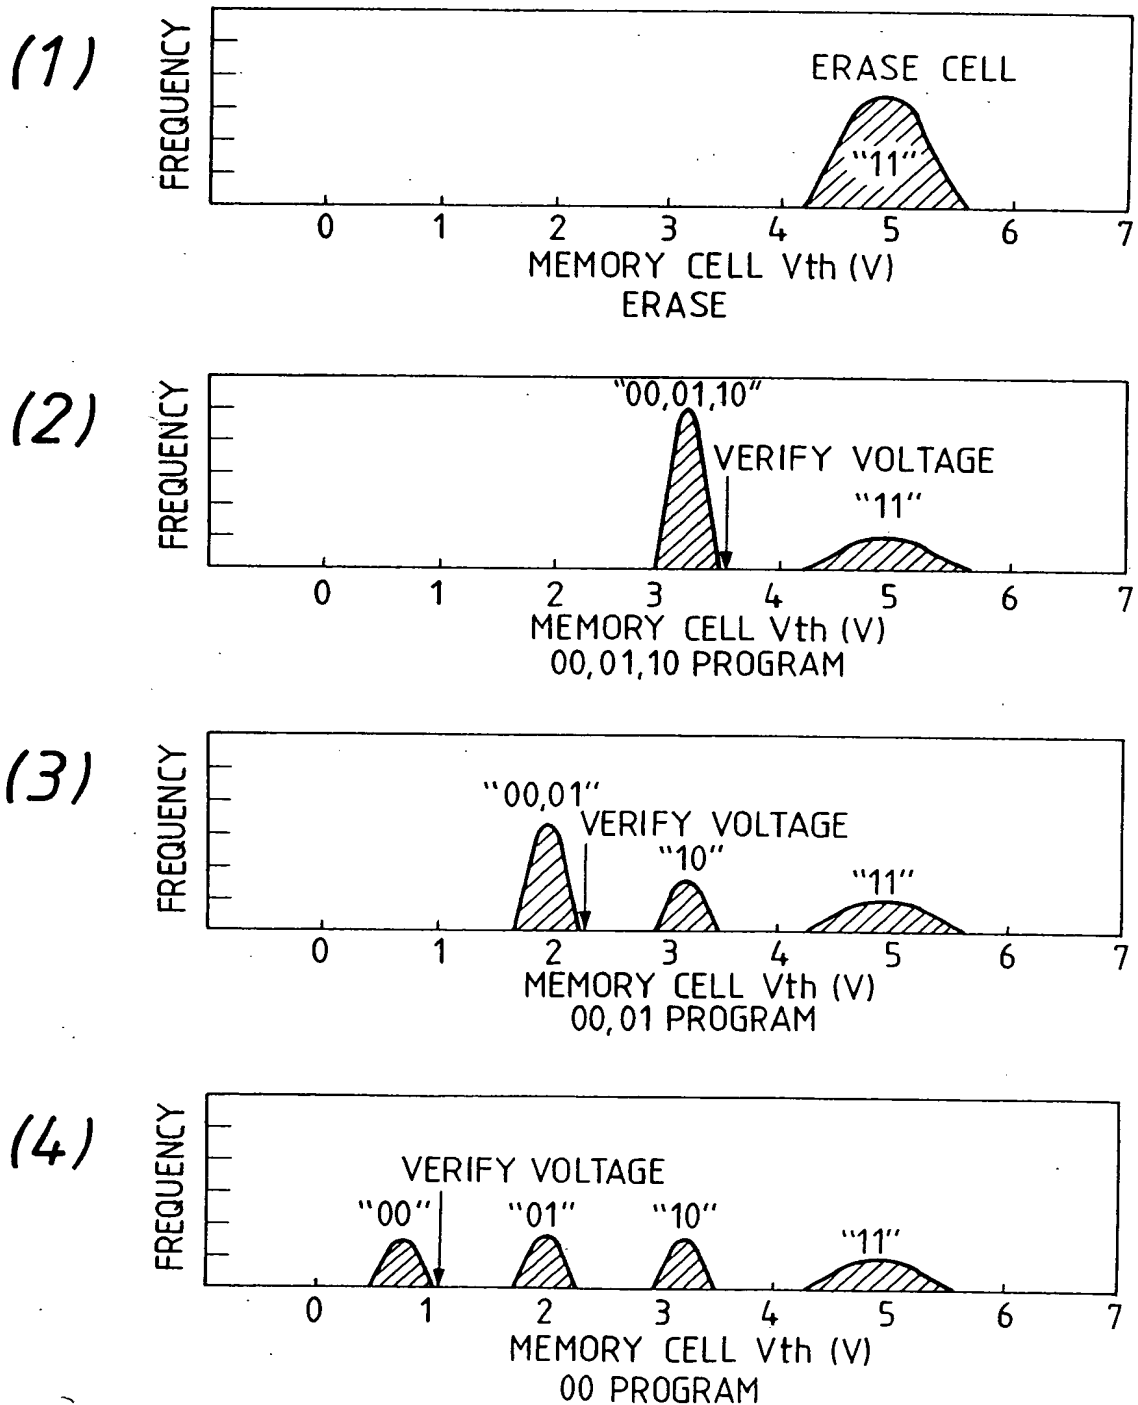 (1)
FREQUENCY
ERASE CELL
"11"
0 1 2 3 4 5 6 7
MEMORY CELL Vth (V)
ERASE
(2)
FREQUENCY
"00,01,10"
VERIFY VOLTAGE
"11"
0 1 2 3 4 5 6 7
MEMORY CELL Vth (V)
00,01,10 PROGRAM
(3)
FREQUENCY
"00,01"
VERIFY VOLTAGE
"10"
"11"
0 1 2 3 4 5 6 7
MEMORY CELL Vth (V)
00,01 PROGRAM
(4)
FREQUENCY
VERIFY VOLTAGE
"00" "01" "10" "11"
0 1 2 3 4 5 6 7
MEMORY CELL Vth (V)
00 PROGRAM